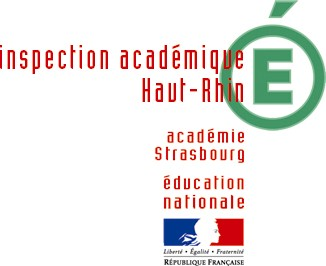 inspection académique
Haut-Rhin
É
académie
Strasbourg
éducation
nationale
Liberté • Égalité • Fraternité
RÉPUBLIQUE FRANÇAISE